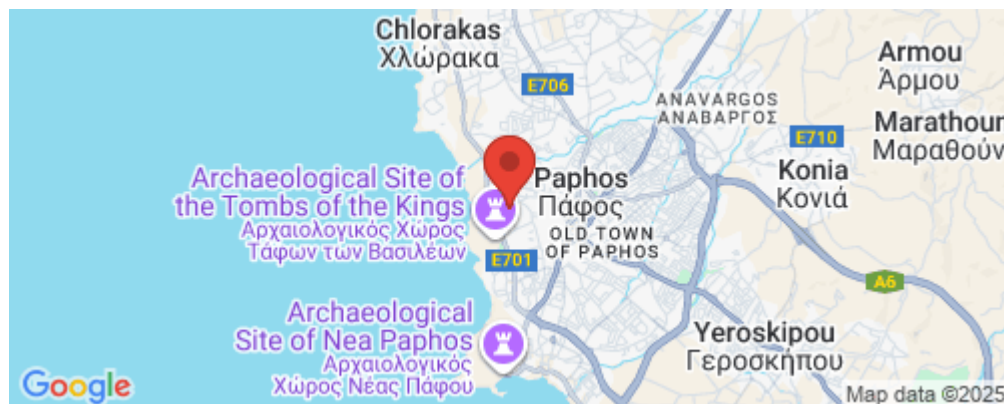 Chlorakas
Χλώρακα
E706
ANAVARGOS
ΑΝΑΒΑΡΓΟΣ
Armou
Άρμου
E710
Marathoun
Μαραθούν
Archaeological Site of
the Tombs of the Kings
Αρχαιολογικός Χώρος
Τάφων των Βασιλέων
Paphos
Πάφος
Konia
Κονιά
OLD TOWN
OF PAPHOS
E701
A6
Archaeological
Site of Nea Paphos
Αρχαιολογικός
Χώρος Νέας Πάφου
Yeroskipou
Γεροσκήπου
Google
Map data ©2025